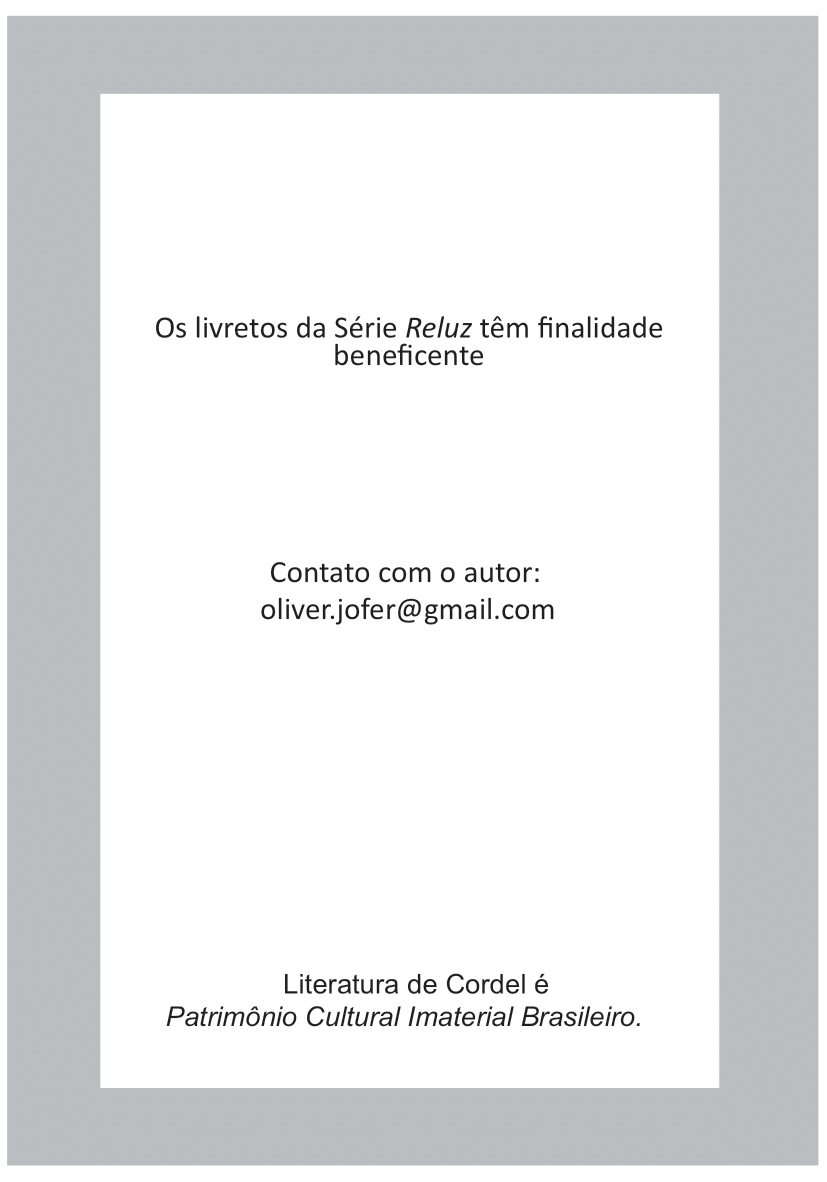 Os livretos da Série Reluz têm finalidade
beneficente
Contato com o autor:
oliver.jofer@gmail.com
Literatura de Cordel é
Patrimônio Cultural Imaterial Brasileiro.